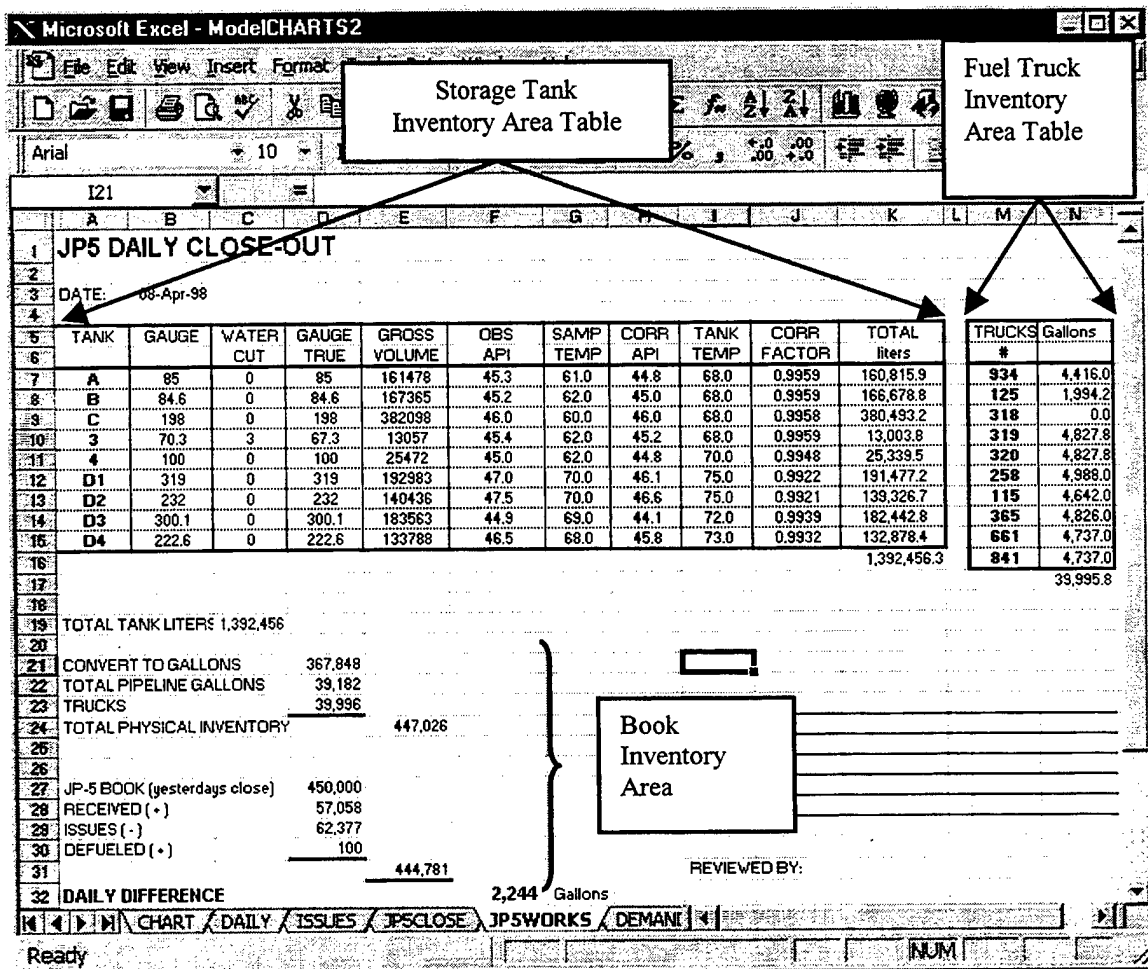 Microsoft Excel - ModelCHARTS2
File Edit View Insert Format
Storage Tank
Inventory Area Table
Fuel Truck
Inventory
Area Table
Arial 10
I21 =
A B C D E F G H I J K L M N
1 JP5 DAILY CLOSE-OUT
2
3 DATE: 08-Apr-98
4
5 TANK GAUGE WATER GAUGE GROSS OBS SAMP CORR TANK CORR TOTAL TRUCKS Gallons
6 CUT TRUE VOLUME API TEMP API TEMP FACTOR liters #
7 A 85 0 85 161478 45.3 61.0 44.8 68.0 0.9959 160,815.9 934 4,416.0
8 B 84.6 0 84.6 167365 45.2 62.0 45.0 68.0 0.9959 166,678.8 125 1,994.2
9 C 198 0 198 382098 46.0 60.0 46.0 68.0 0.9958 380,493.2 318 0.0
10 3 70.3 3 67.3 13057 45.4 62.0 45.2 68.0 0.9959 13,003.8 319 4,827.8
11 4 100 0 100 25472 45.0 62.0 44.8 70.0 0.9948 25,339.5 320 4,827.8
12 D1 319 0 319 192983 47.0 70.0 46.1 75.0 0.9922 191,477.2 258 4,988.0
13 D2 232 0 232 140436 47.5 70.0 46.6 75.0 0.9921 139,326.7 115 4,642.0
14 D3 300.1 0 300.1 183563 44.9 69.0 44.1 72.0 0.9939 182,442.8 365 4,826.0
15 D4 222.6 0 222.6 133788 46.5 68.0 45.8 73.0 0.9932 132,878.4 661 4,737.0
16 1,392,456.3 841 4,737.0
17 39,995.8
18
19 TOTAL TANK LITERS 1,392,456
20
21 CONVERT TO GALLONS 367,848
22 TOTAL PIPELINE GALLONS 39,182
23 TRUCKS 39,996
24 TOTAL PHYSICAL INVENTORY 447,026
Book
Inventory
Area
25
26
27 JP-5 BOOK (yesterdays close) 450,000
28 RECEIVED (+) 57,058
29 ISSUES (-) 62,377
30 DEFUELED (+) 100
31 444,781 REVIEWED BY:
32 DAILY DIFFERENCE 2,244 Gallons
CHART DAILY ISSUES JP5CLOSE JP5WORKS DEMAND
Ready NUM